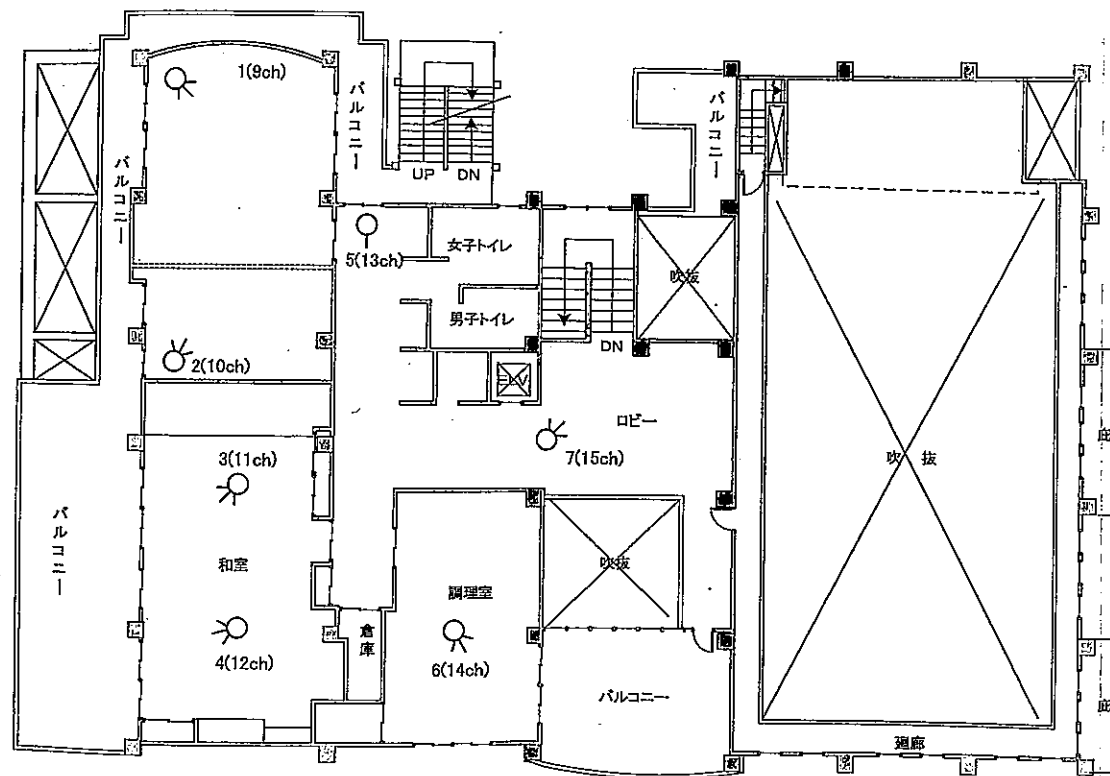 1(9ch)
バルコニー
バルコニー
バルコニー
UP
DN
5(13ch)
女子トイレ
男子トイレ
吹抜
DN
2(10ch)
ELV
ロビー
7(15ch)
3(11ch)
庇
吹抜
バルコニー
和室
調理室
吹抜
倉庫
4(12ch)
6(14ch)
バルコニー
庇
廻廊